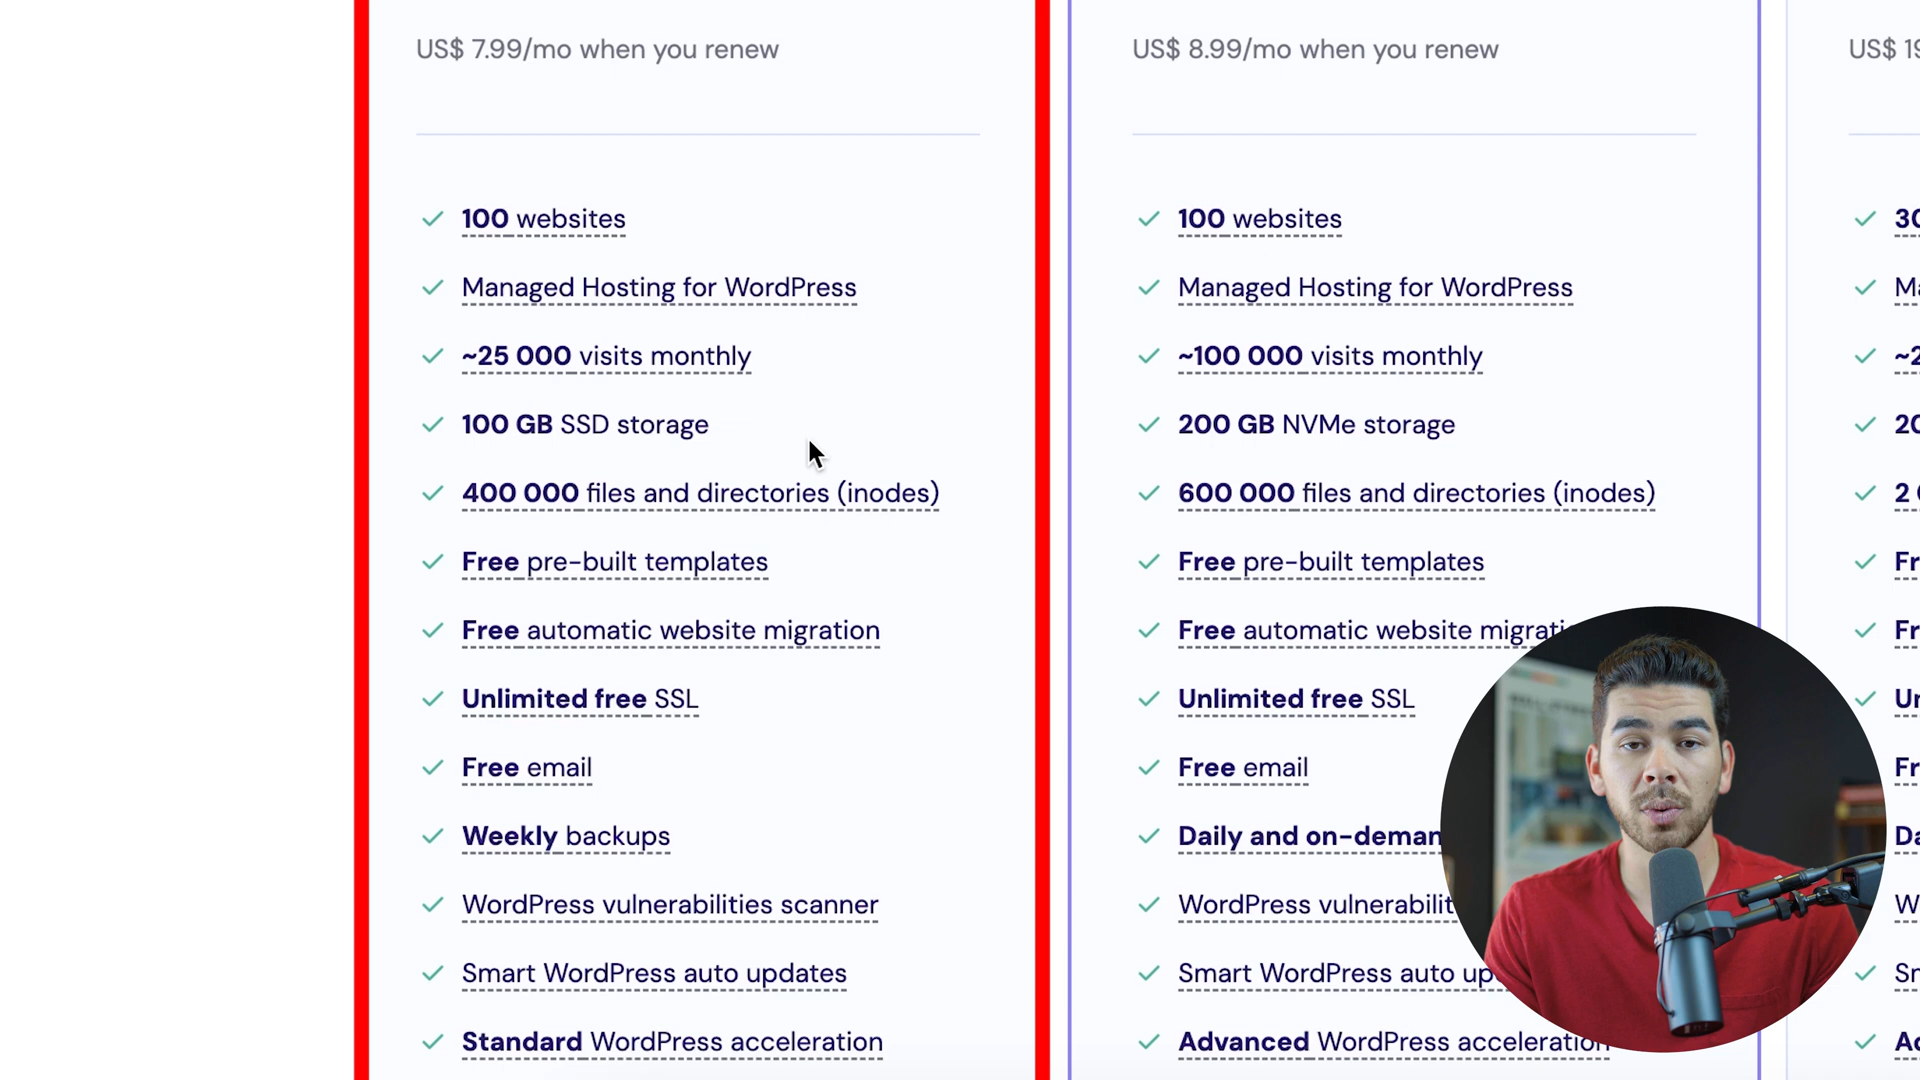 US$ 7.99/mo when you renew
100 websites
Managed Hosting for WordPress
~25 000 visits monthly
100 GB SSD storage
400 000 files and directories (inodes)
Free pre-built templates
Free automatic website migration
Unlimited free SSL
Free email
Weekly backups
WordPress vulnerabilities scanner
Smart WordPress auto updates
Standard WordPress acceleration
US$ 8.99/mo when you renew
100 websites
Managed Hosting for WordPress
~100 000 visits monthly
200 GB NVMe storage
600 000 files and directories (inodes)
Free pre-built templates
Free automatic website
Unlimited free SSL
Free email
Daily and
WordPress
Smart WordPress auto
Advanced WordPress acceleration
US$